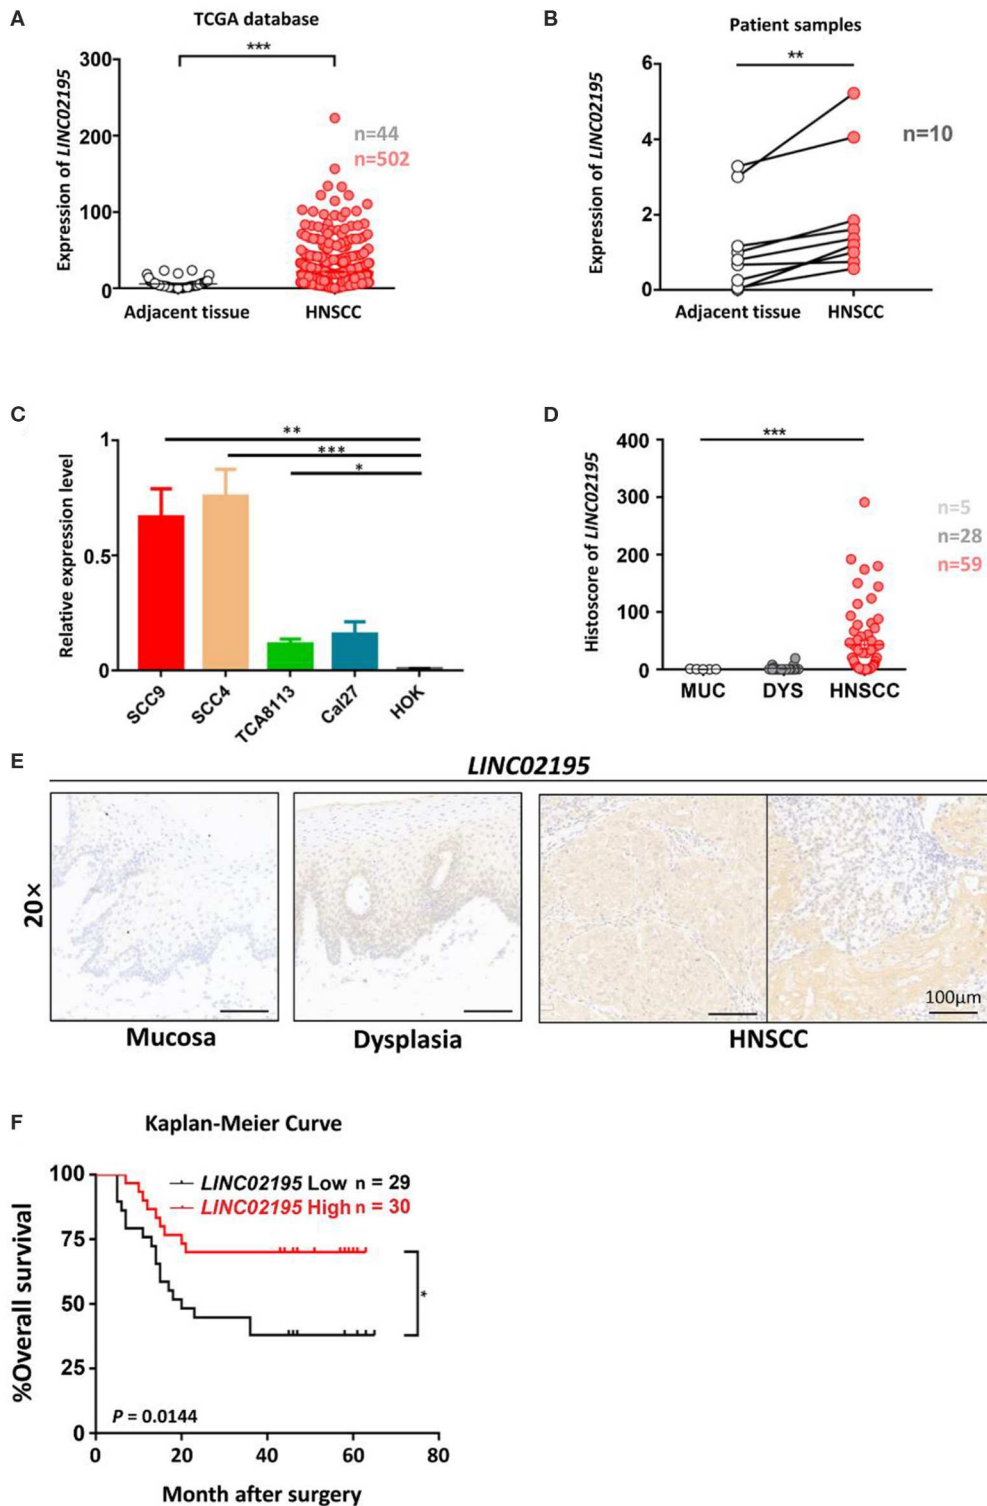 A
TCGA database
***
Expression of LINC02195
300
200
100
0
n=44
n=502
Adjacent tissue
HNSCC
B
Patient samples
**
Expression of LINC02195
6
4
2
0
n=10
Adjacent tissue
HNSCC
C
**
***
*
Relative expression level
1
0.5
0
SCC9
SCC4
TCA8113
Cal27
HOK
D
***
Histoscore of LINC02195
400
300
200
100
0
n=5
n=28
n=59
MUC
DYS
HNSCC
E
LINC02195
20×
100μm
Mucosa
Dysplasia
HNSCC
F
Kaplan-Meier Curve
%Overall survival
100
75
50
25
0
LINC02195 Low n = 29
LINC02195 High n = 30
*
P = 0.0144
0 20 40 60 80
Month after surgery